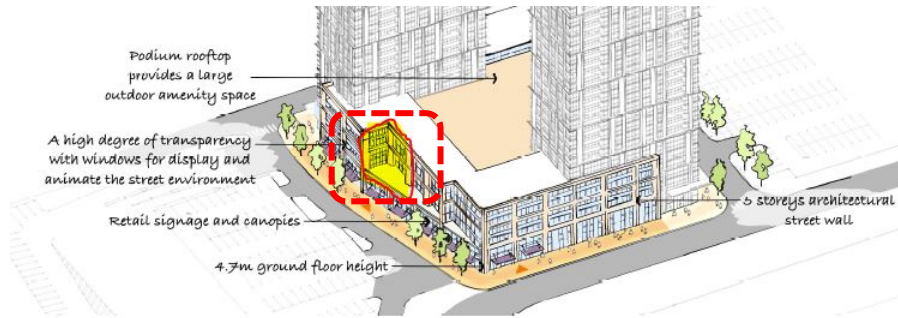 Podium rooftop
provides a large
outdoor amenity space
A high degree of transparency
with windows for display and
animate the street environment
Retail signage and canopies
4.7m ground floor height
5 storeys architectural
street wall